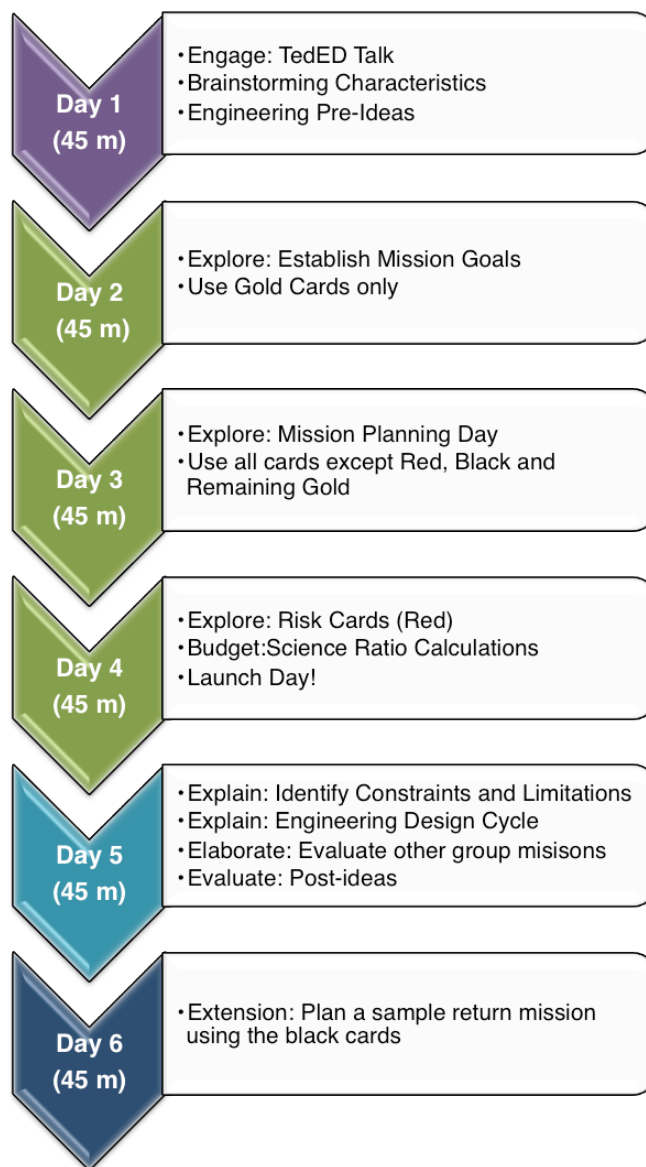 Day 1
(45 m)
• Engage: TedED Talk
• Brainstorming Characteristics
• Engineering Pre-Ideas
Day 2
(45 m)
• Explore: Establish Mission Goals
• Use Gold Cards only
Day 3
(45 m)
• Explore: Mission Planning Day
• Use all cards except Red, Black and
Remaining Gold
Day 4
(45 m)
• Explore: Risk Cards (Red)
• Budget:Science Ratio Calculations
• Launch Day!
Day 5
(45 m)
• Explain: Identify Constraints and Limitations
• Explain: Engineering Design Cycle
• Elaborate: Evaluate other group misisons
• Evaluate: Post-ideas
Day 6
(45 m)
• Extension: Plan a sample return mission
using the black cards